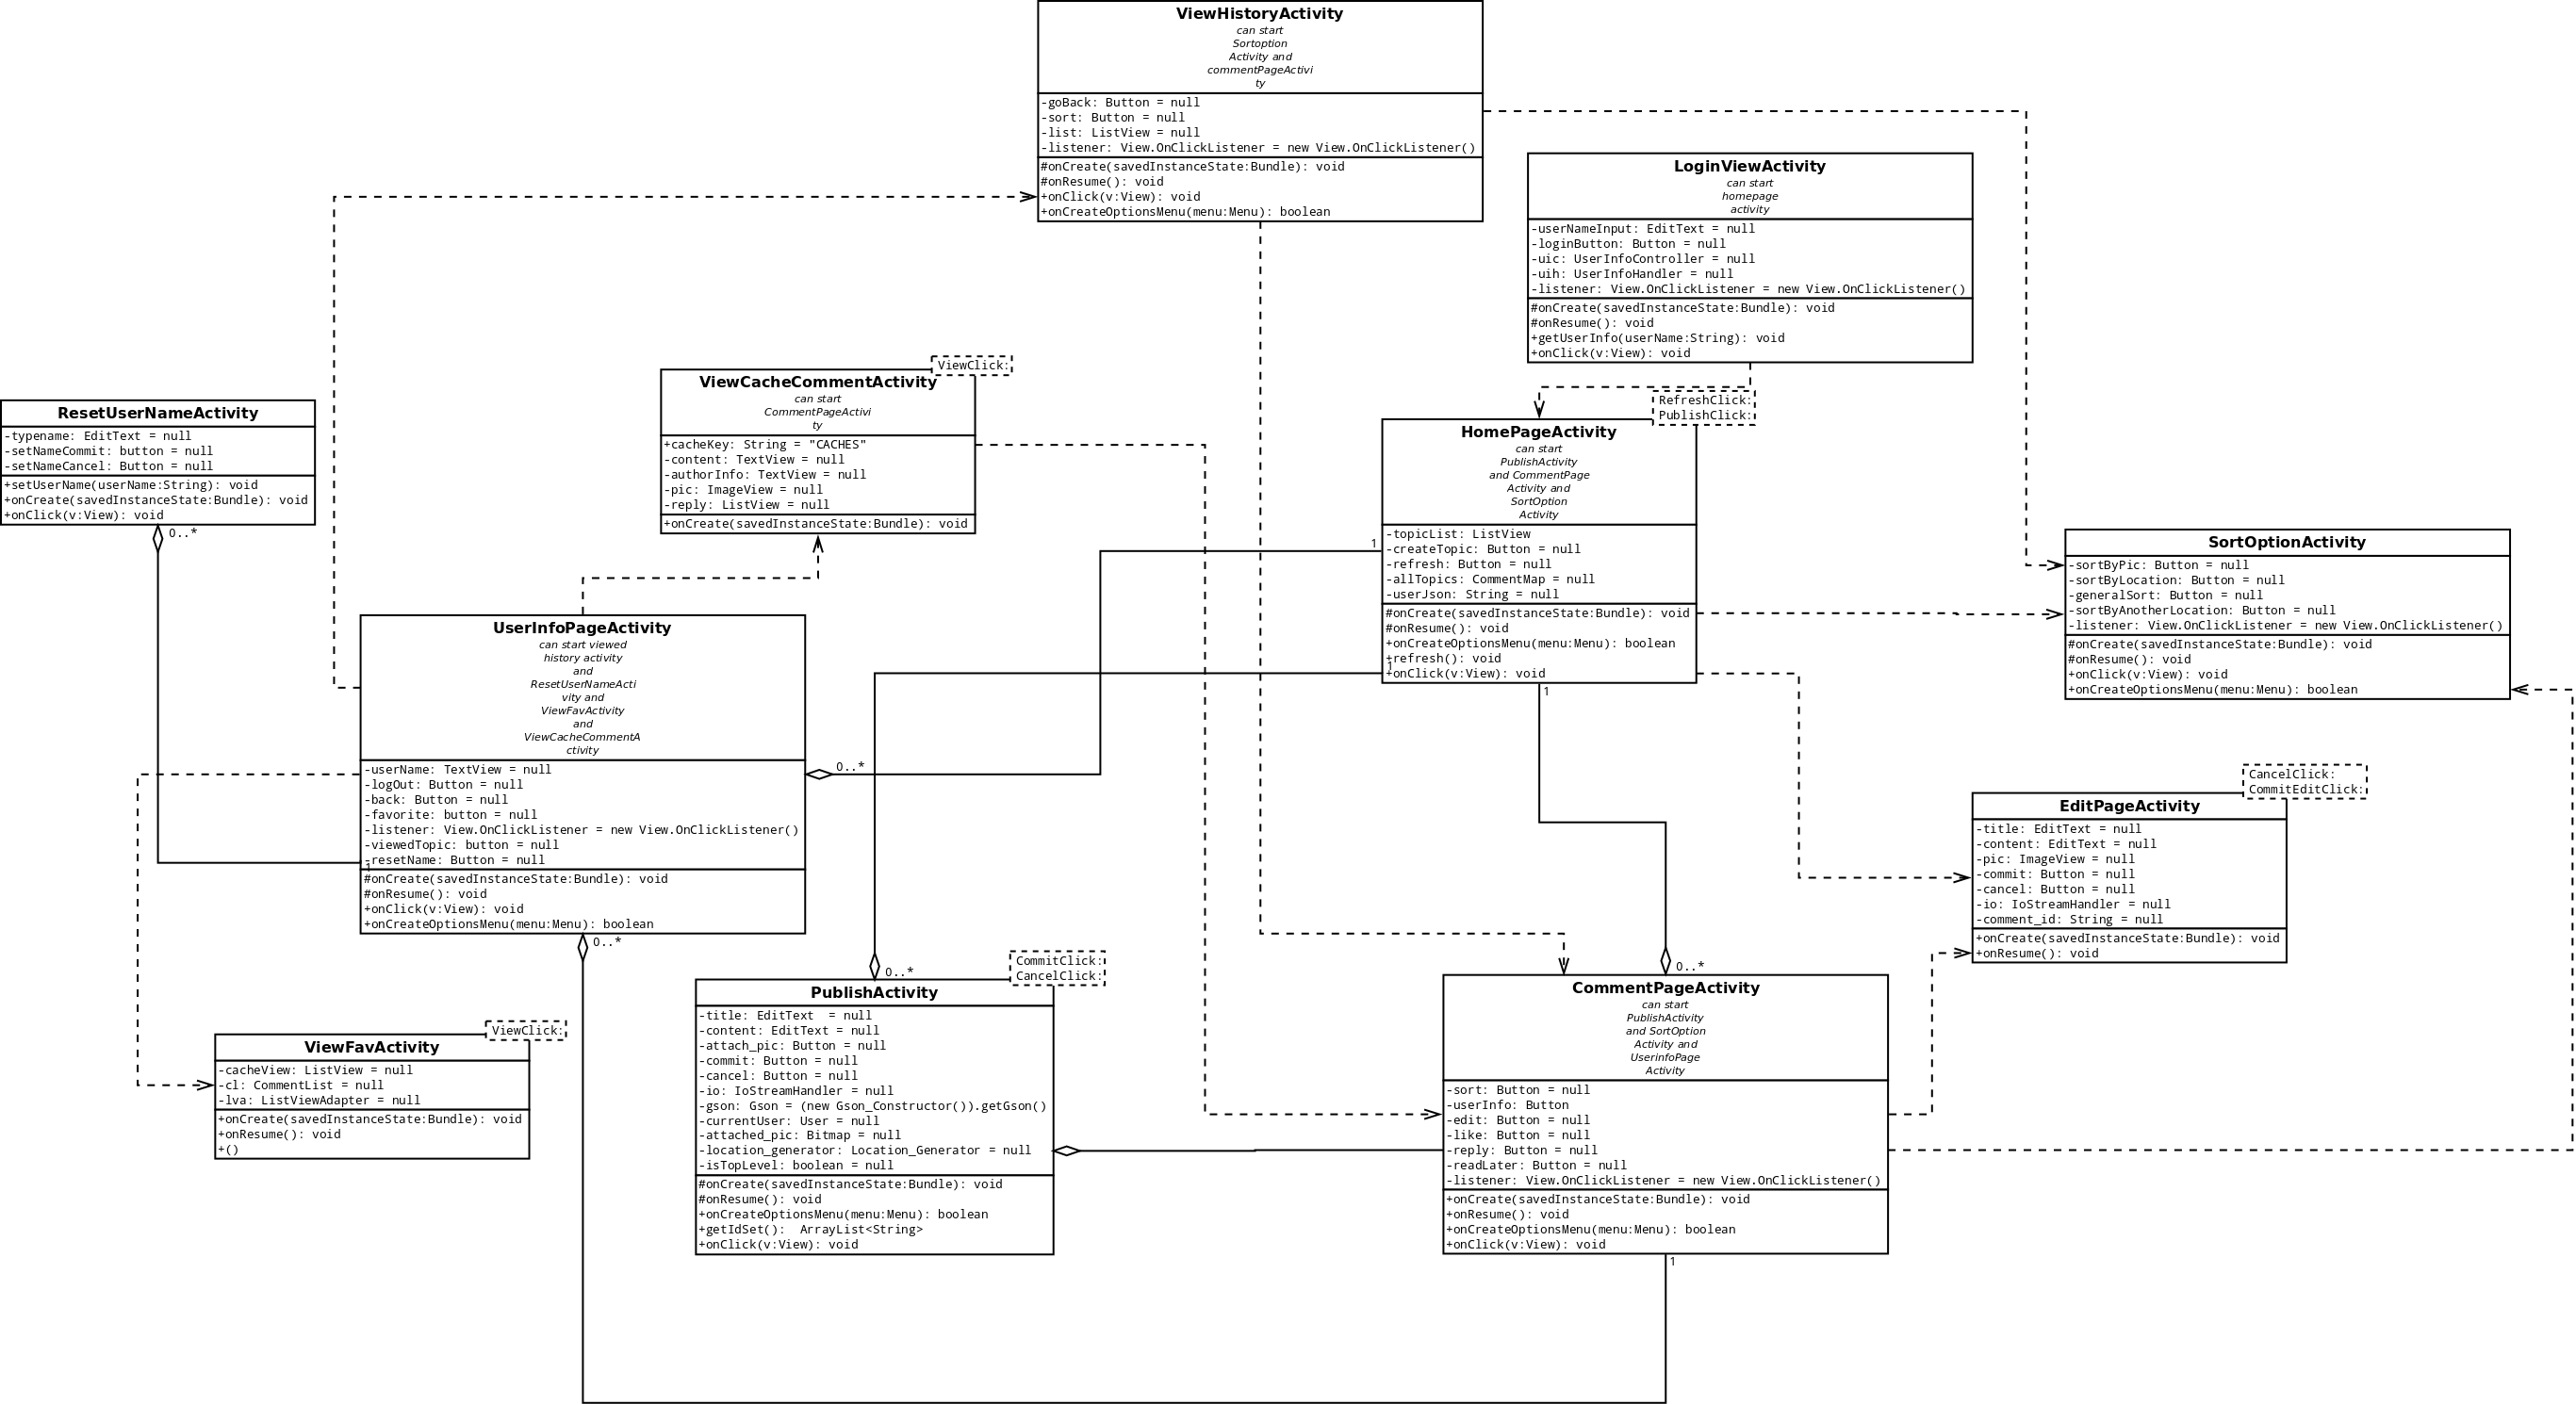 ViewHistoryActivity
can start
Sortoption
Activity and
commentPageActivi
ty
-goBack: Button = null
-sort: Button = null
-list: ListView = null
-listener: View.OnClickListener = new View.OnClickListener()
#onCreate(savedInstanceState:Bundle): void
#onResume(): void
+onClick(v:View): void
+onCreateOptionsMenu(menu:Menu): boolean
LoginViewActivity
can start
homepage
activity
-userNameInput: EditText = null
-loginButton: Button = null
-uic: UserInfoController = null
-uih: UserInfoHandler = null
-listener: View.OnClickListener = new View.OnClickListener()
#onCreate(savedInstanceState:Bundle): void
#onResume(): void
+getUserInfo(userName:String): void
+onClick(v:View): void
ViewClick:
ViewCacheCommentActivity
can start
CommentPageActivi
ty
+cacheKey: String = "CACHES"
-content: TextView = null
-authorInfo: TextView = null
-pic: ImageView = null
-reply: ListView = null
+onCreate(savedInstanceState:Bundle): void
ResetUserNameActivity
-typename: EditText = null
-setNameCommit: button = null
-setNameCancel: Button = null
+setUserName(userName:String): void
+onCreate(savedInstanceState:Bundle): void
+onClick(v:View): void
0..*
RefreshClick:
PublishClick:
HomePageActivity
can start
PublishActivity
and CommentPage
Activity and
SortOption
Activity
-topicList: ListView
-createTopic: Button = null
-refresh: Button = null
-allTopics: CommentMap = null
-userJson: String = null
#onCreate(savedInstanceState:Bundle): void
#onResume(): void
+onCreateOptionsMenu(menu:Menu): boolean
+refresh(): void
+onClick(v:View): void
1
1
1
SortOptionActivity
-sortByPic: Button = null
-sortByLocation: Button = null
-generalSort: Button = null
-sortByAnotherLocation: Button = null
-listener: View.OnClickListener = new View.OnClickListener()
#onCreate(savedInstanceState:Bundle): void
#onResume(): void
+onClick(v:View): void
+onCreateOptionsMenu(menu:Menu): boolean
UserInfoPageActivity
can start viewed
history activity
and
ResetUserNameActi
vity and
ViewFavActivity
and
ViewCacheCommentA
ctivity
-userName: TextView = null
-logOut: Button = null
-back: Button = null
-favorite: button = null
-listener: View.OnClickListener = new View.OnClickListener()
-viewedTopic: button = null
-resetName: Button = null
#onCreate(savedInstanceState:Bundle): void
#onResume(): void
+onClick(v:View): void
+onCreateOptionsMenu(menu:Menu): boolean
0..*
1
0..*
CancelClick:
CommitEditClick:
EditPageActivity
-title: EditText = null
-content: EditText = null
-pic: ImageView = null
-commit: Button = null
-cancel: Button = null
-io: IoStreamHandler = null
-comment_id: String = null
+onCreate(savedInstanceState:Bundle): void
+onResume(): void
ViewClick:
ViewFavActivity
-cacheView: ListView = null
-cl: CommentList = null
-lva: ListViewAdapter = null
+onCreate(savedInstanceState:Bundle): void
+onResume(): void
+()
0..*
CommitClick:
CancelClick:
PublishActivity
-title: EditText  = null
-content: EditText = null
-attach_pic: Button = null
-commit: Button = null
-cancel: Button = null
-io: IoStreamHandler = null
-gson: Gson = (new Gson_Constructor()).getGson()
-currentUser: User = null
-attached_pic: Bitmap = null
-location_generator: Location_Generator = null
-isTopLevel: boolean = null
#onCreate(savedInstanceState:Bundle): void
#onResume(): void
+onCreateOptionsMenu(menu:Menu): boolean
+getIdSet():  ArrayList<String>
+onClick(v:View): void
0..*
CommentPageActivity
can start
PublishActivity
and SortOption
Activity and
UserinfoPage
Activity
-sort: Button = null
-userInfo: Button
-edit: Button = null
-like: Button = null
-reply: Button = null
-readLater: Button = null
-listener: View.OnClickListener = new View.OnClickListener()
+onCreate(savedInstanceState:Bundle): void
+onResume(): void
+onCreateOptionsMenu(menu:Menu): boolean
+onClick(v:View): void
1